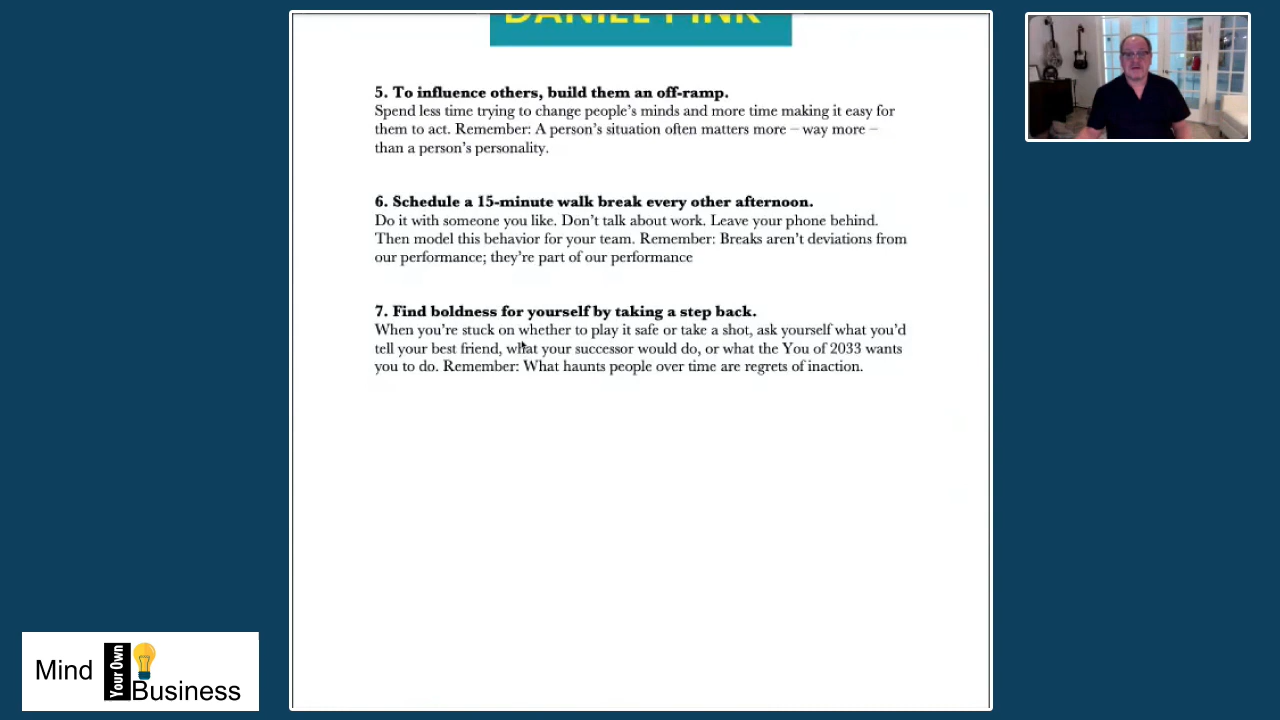 DANIEL PINK
5. To influence others, build them an off-ramp.
Spend less time trying to change people's minds and more time making it easy for
them to act. Remember: A person's situation often matters more – way more –
than a person's personality.
6. Schedule a 15-minute walk break every other afternoon.
Do it with someone you like. Don't talk about work. Leave your phone behind.
Then model this behavior for your team. Remember: Breaks aren't deviations from
our performance; they're part of our performance
7. Find boldness for yourself by taking a step back.
When you're stuck on whether to play it safe or take a shot, ask yourself what you'd
tell your best friend, what your successor would do, or what the You of 2033 wants
you to do. Remember: What haunts people over time are regrets of inaction.
Mind
Your Own
Business